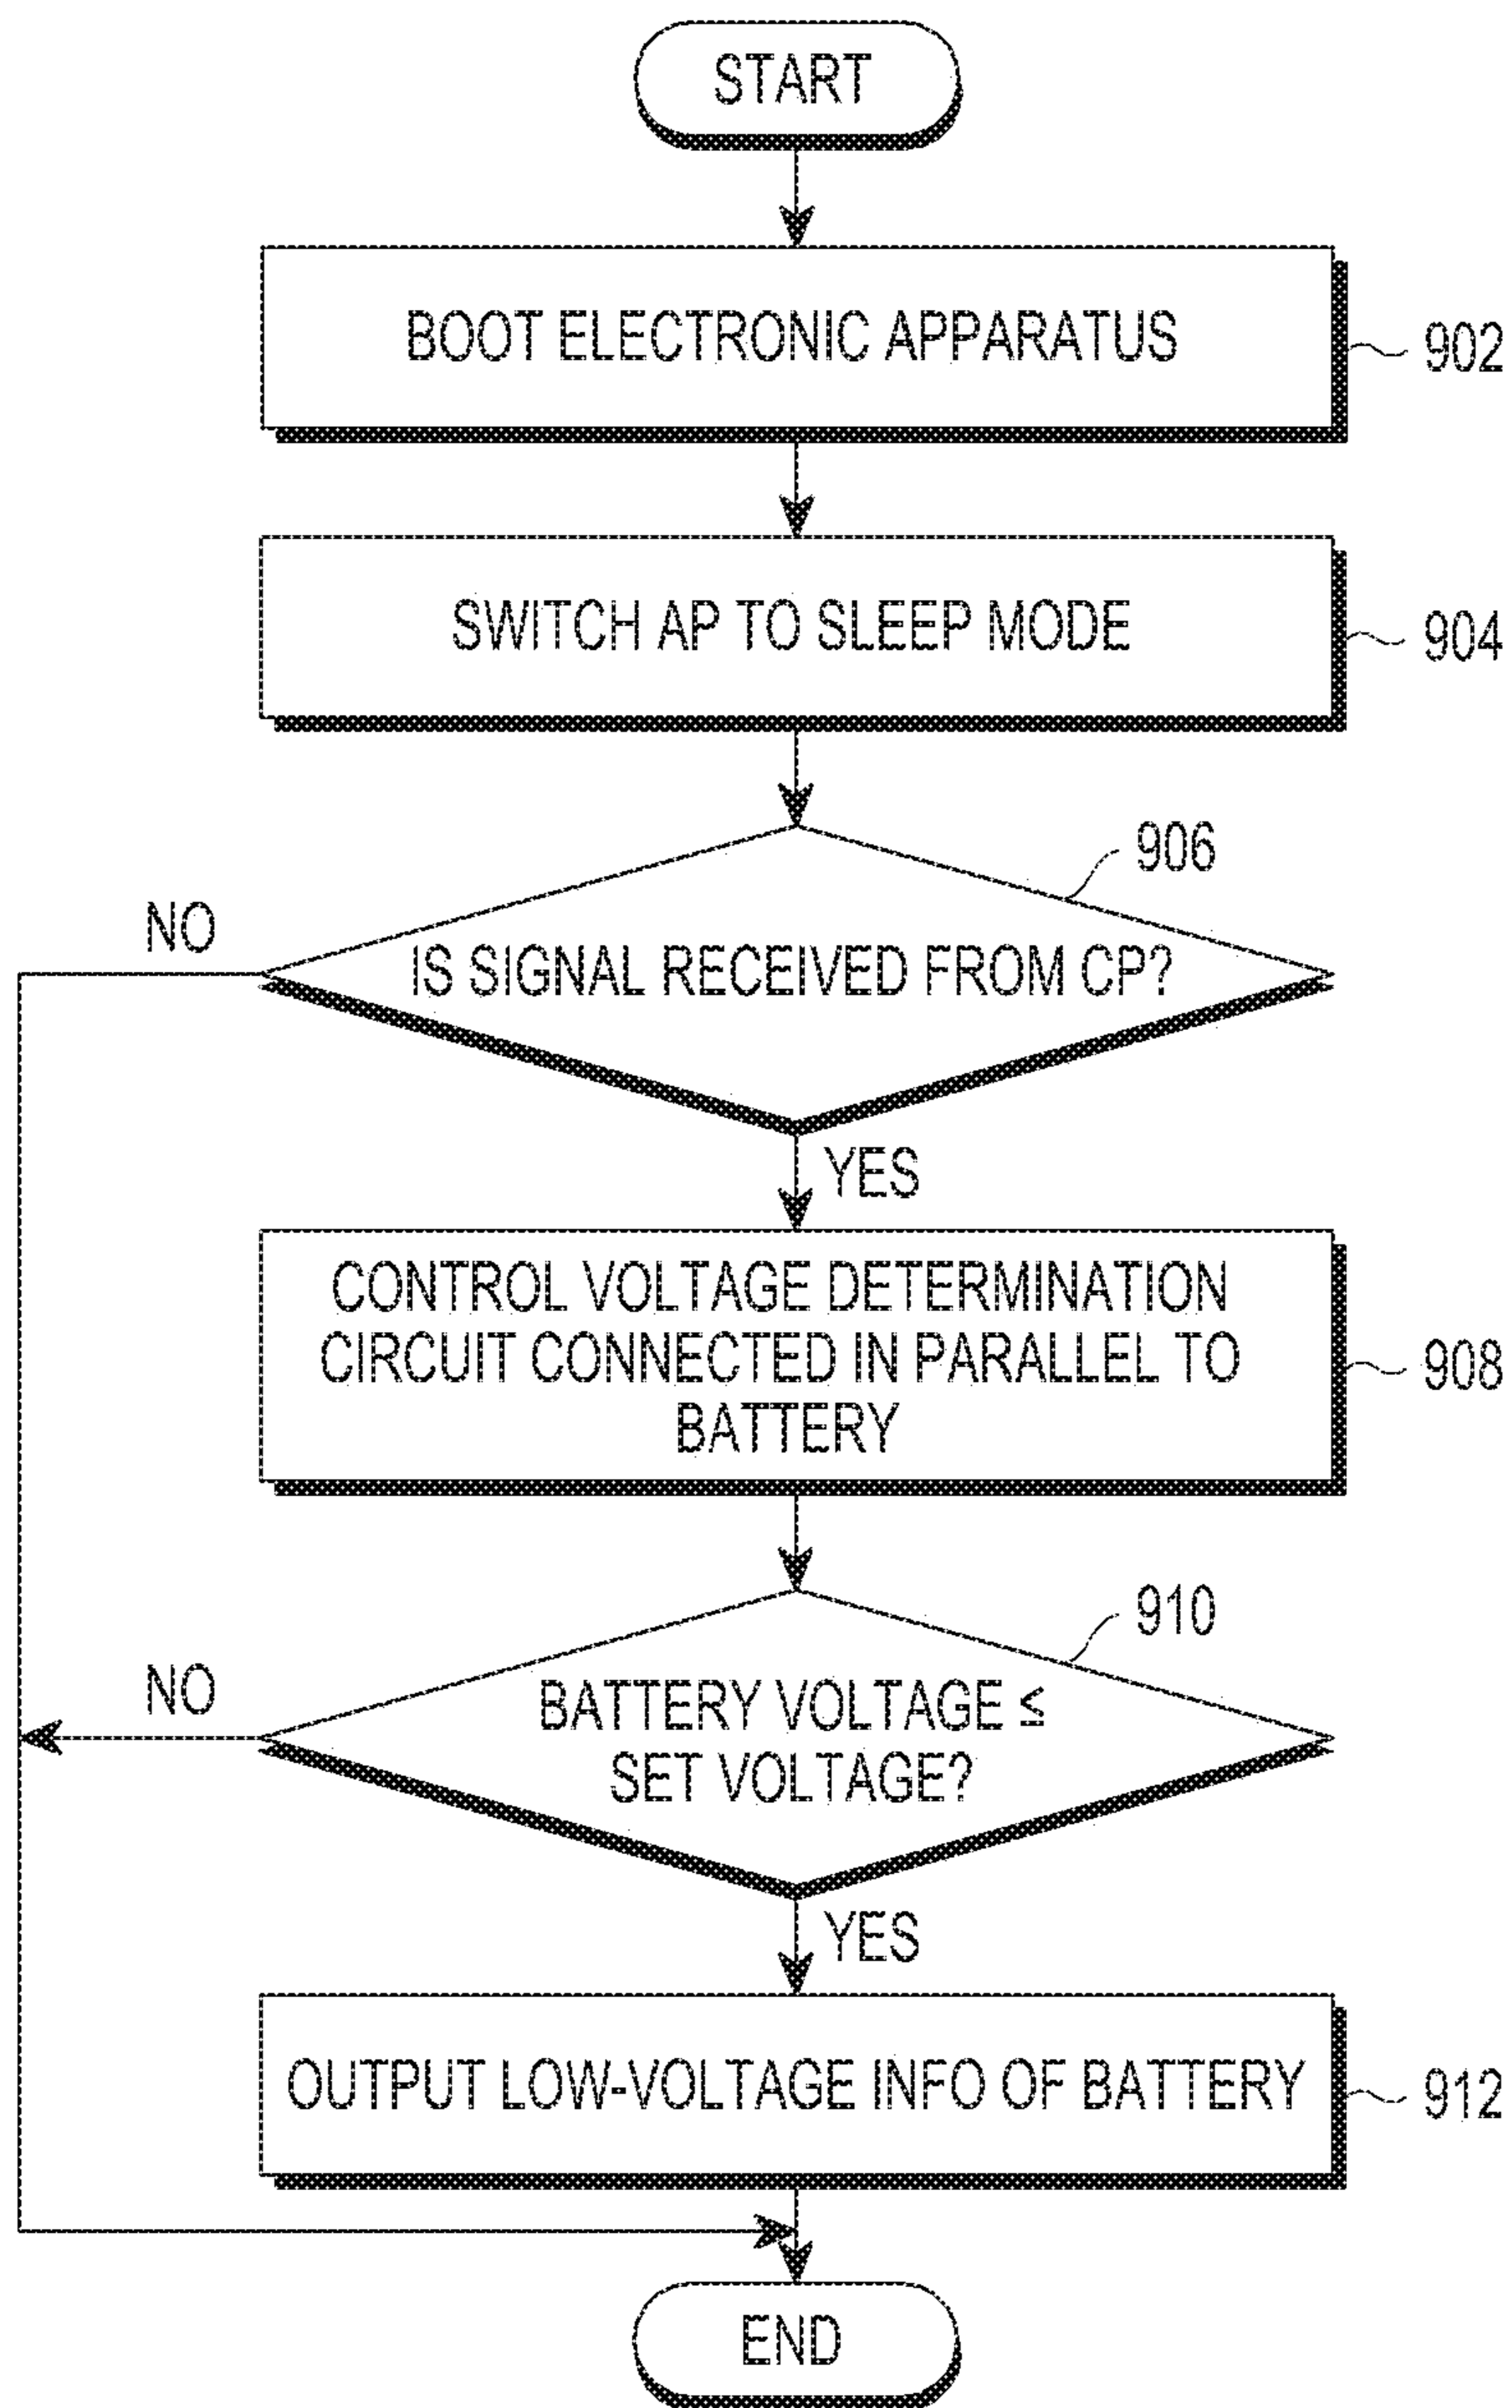 START
BOOT ELECTRONIC APPARATUS
902
SWITCH AP TO SLEEP MODE
904
906
NO
IS SIGNAL RECEIVED FROM CP?
YES
CONTROL VOLTAGE DETERMINATION
CIRCUIT CONNECTED IN PARALLEL TO
BATTERY
908
910
NO
BATTERY VOLTAGE ≤
SET VOLTAGE?
YES
OUTPUT LOW-VOLTAGE INFO OF BATTERY
912
END